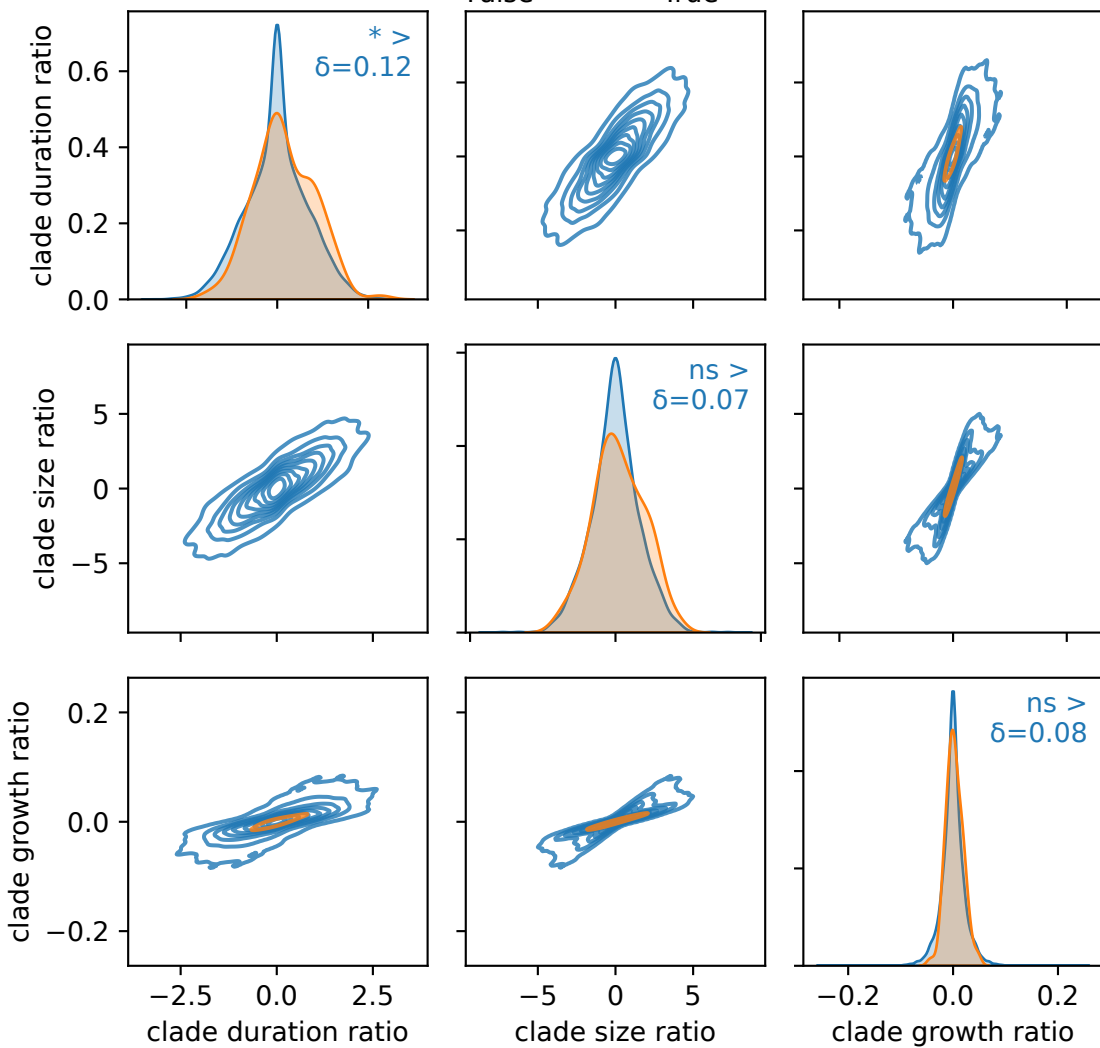 clade duration ratio
0.6
0.4
0.2
0.0
* >
δ=0.12
clade size ratio
5
0
−5
ns >
δ=0.07
clade growth ratio
0.2
0.0
−0.2
ns >
δ=0.08
−2.5 0.0 2.5
−5 0 5
−0.2 0.0 0.2
clade duration ratio
clade size ratio
clade growth ratio